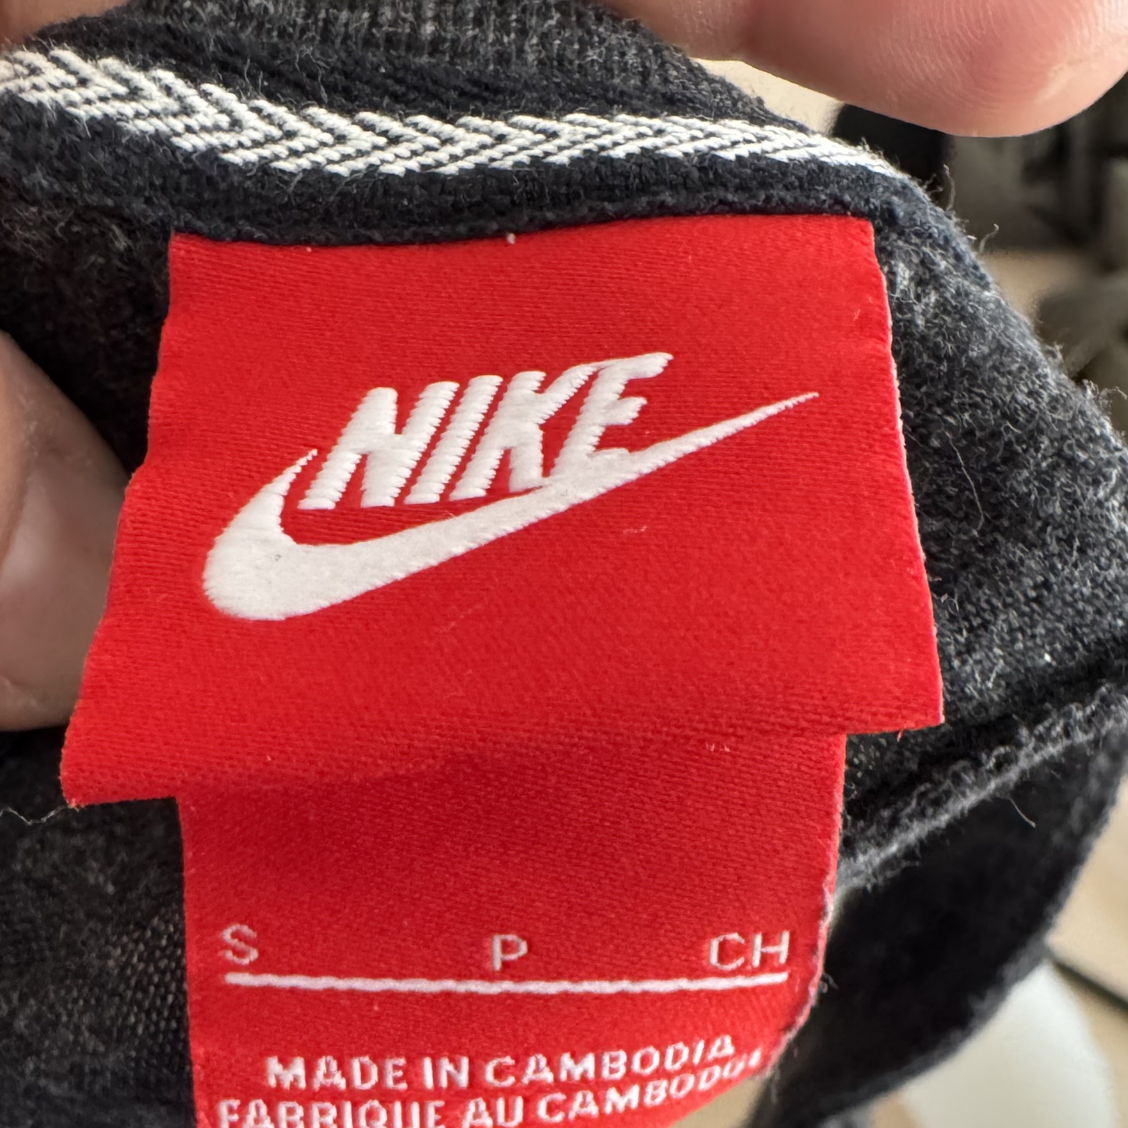 NIKE
S P CH
MADE IN CAMBODIA
FABRIQUE AU CAMBODGE